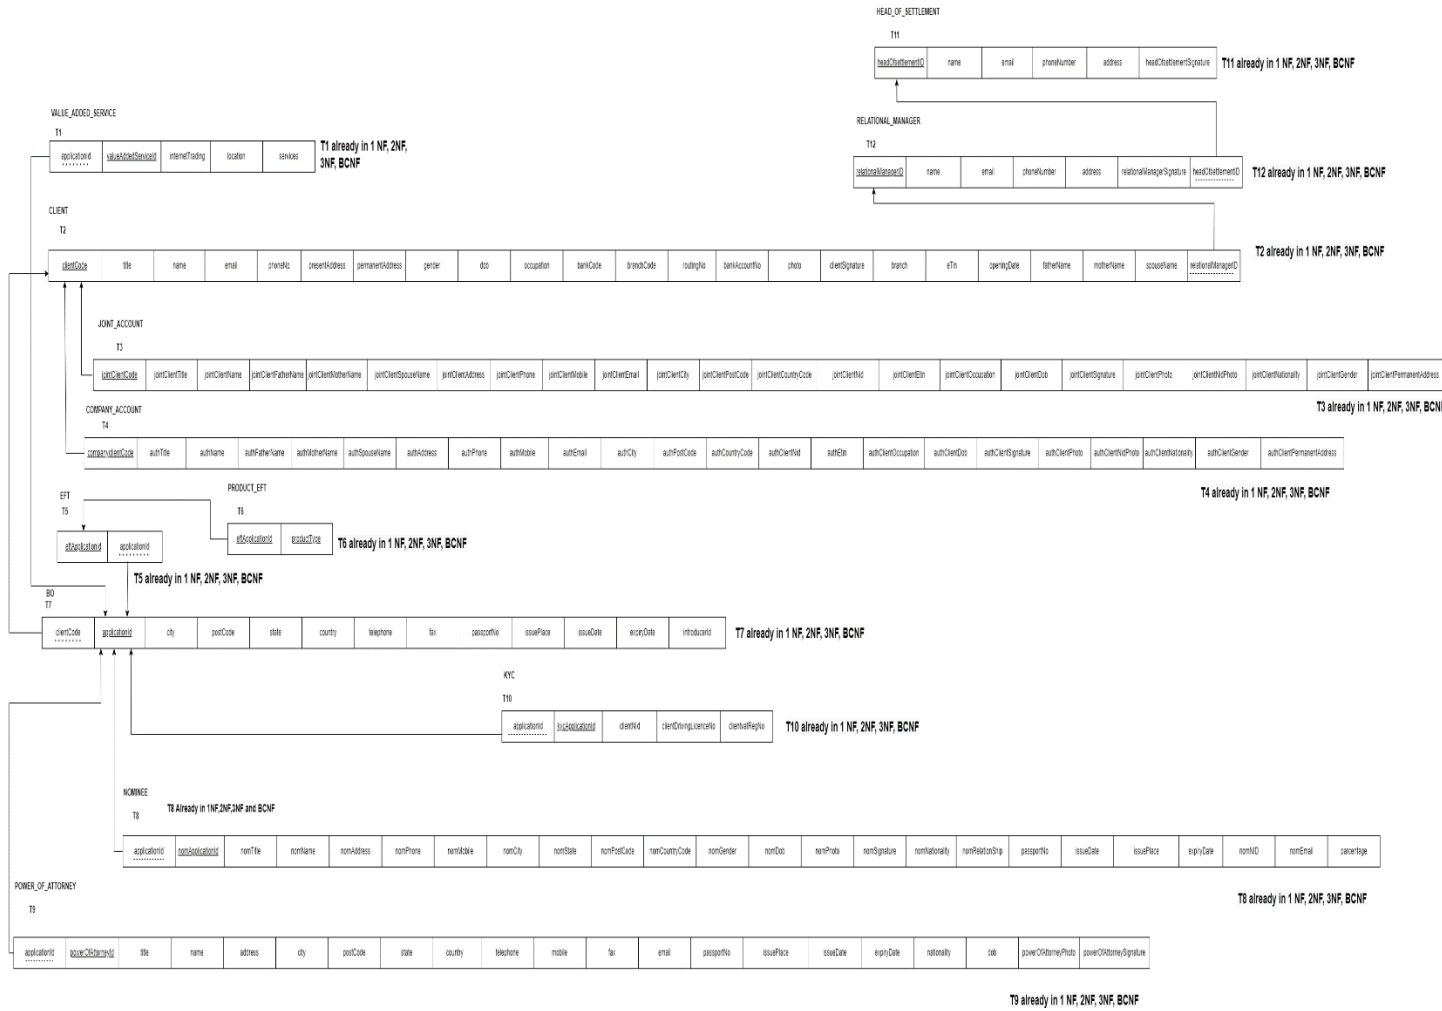 HEAD_OF_SETTLEMENT
T11
headOfsettlementID name email phoneNumber address headOfsettlementSignature
T11 already in 1 NF, 2NF, 3NF, BCNF
VALUE_ADDED_SERVICE
T1
applicationId valueAddedServiceId internetTrading location services
T1 already in 1 NF, 2NF,
3NF, BCNF
RELATIONAL_MANAGER
T12
relationalManagerID name email phoneNumber address relationalManagerSignature headOfsettlementID
T12 already in 1 NF, 2NF, 3NF, BCNF
CLIENT
T2
clientCode title name email phoneNo presentAddress permanentAddress gender dob occupation bankCode branchCode routingNo bankAccountNo photo clientSignature branch eTin openingDate fatherName motherName spouseName relationalManagerID
T2 already in 1 NF, 2NF, 3NF, BCNF
JOINT_ACCOUNT
T3
jointClientCode jointClientTitle jointClientName jointClientFatherName jointClientMotherName jointClientSpouseName jointClientAddress jointClientPhone jointClientMobile jointClientEmail jointClientCity jointClientPostCode jointClientCountryCode jointClientNid jointClientEtin jointClientOccupation jointClientDob jointClientSignature jointClientPhoto jointClientNidPhoto jointClientNationality jointClientGender jointClientPermanentAddress
T3 already in 1 NF, 2NF, 3NF, BCNF
COMPANY_ACCOUNT
T4
companyclientCode authTitle authName authFatherName authMotherName authSpouseName authAddress authPhone authMobile authEmail authCity authPostCode authCountryCode authClientNid authEtin authClientOccupation authClientDob authClientSignature authClientPhoto authClientNidPhoto authClientNationality authClientGender authClientPermanentAddress
T4 already in 1 NF, 2NF, 3NF, BCNF
EFT
T5
eftApplicationId applicationId
T5 already in 1 NF, 2NF, 3NF, BCNF
PRODUCT_EFT
T6
eftApplicationId productType
T6 already in 1 NF, 2NF, 3NF, BCNF
BO
T7
clientCode applicationId city postCode state country telephone fax passportNo issuePlace issueDate expiryDate introducerId
T7 already in 1 NF, 2NF, 3NF, BCNF
KYC
T10
applicationId kycApplicationId clientNid clientDrivingLicenceNo clientvatRegNo
T10 already in 1 NF, 2NF, 3NF, BCNF
NOMINEE
T8
T8 Already in 1NF,2NF,3NF and BCNF
applicationId nomApplicationId nomTitle nomName nomAddress nomPhone nomMobile nomCity nomState nomPostCode nomCountryCode nomGender nomDob nomPhoto nomSignature nomNationality nomRelationShip passportNo issueDate issuePlace expiryDate nomNID nomEmail parcentage
T8 already in 1 NF, 2NF, 3NF, BCNF
POWER_OF_ATTORNEY
T9
applicationId powerOfAttorneyId title name address city postCode state country telephone mobile fax email passportNo issuePlace issueDate expiryDate nationality dob powerOfAttorneyPhoto powerOfAttorneySignature
T9 already in 1 NF, 2NF, 3NF, BCNF